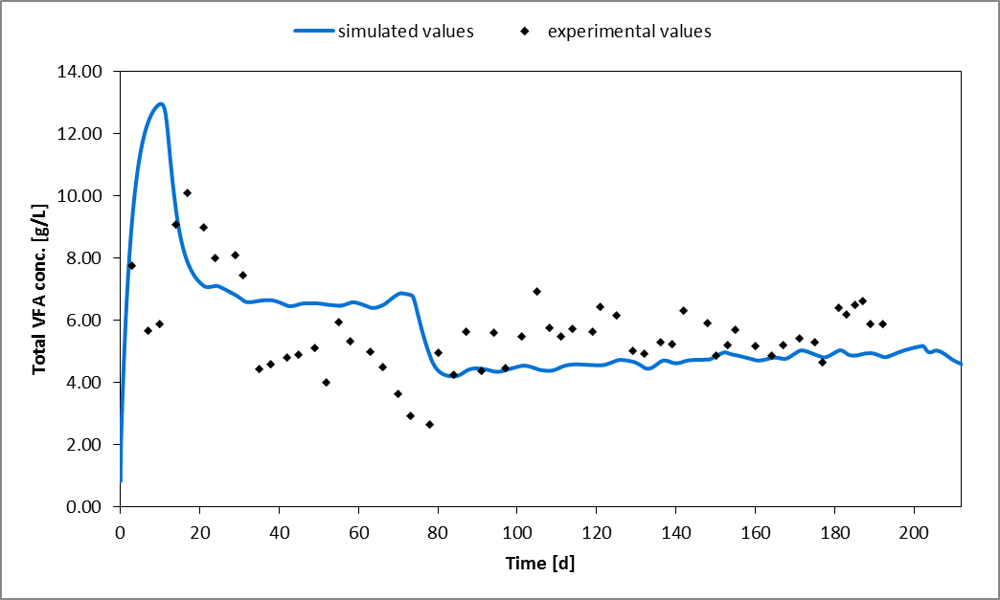 simulated values experimental values
14.00
12.00
10.00
8.00
6.00
4.00
2.00
0.00
Total VFA conc. [g/L]
0 20 40 60 80 100 120 140 160 180 200
Time [d]